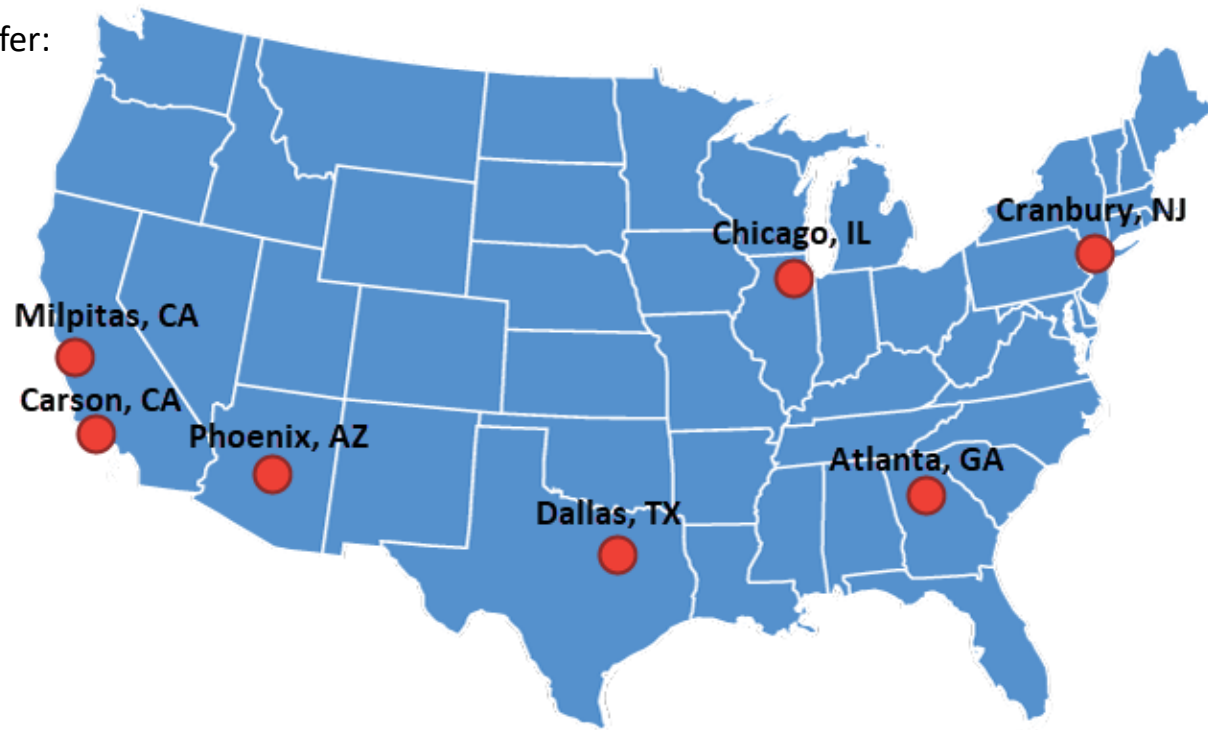 fer:
Cranbury, NJ
Chicago, IL
Milpitas, CA
Carson, CA
Phoenix, AZ
Atlanta, GA
Dallas, TX